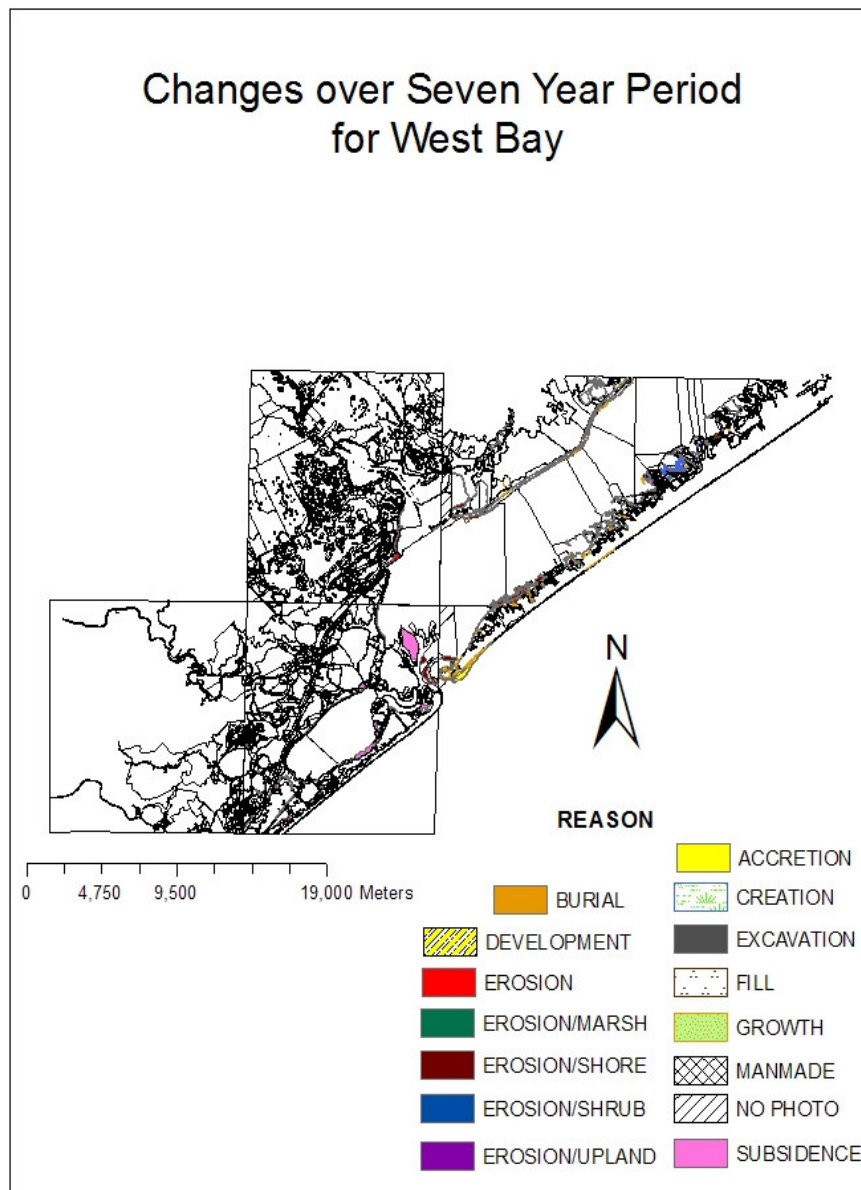 Changes over Seven Year Period
for West Bay
N
0 4,750 9,500 19,000 Meters
REASON
BURIAL
DEVELOPMENT
EROSION
EROSION/MARSH
EROSION/SHORE
EROSION/SHRUB
EROSION/UPLAND
ACCRETION
CREATION
EXCAVATION
FILL
GROWTH
MANMADE
NO PHOTO
SUBSIDENCE